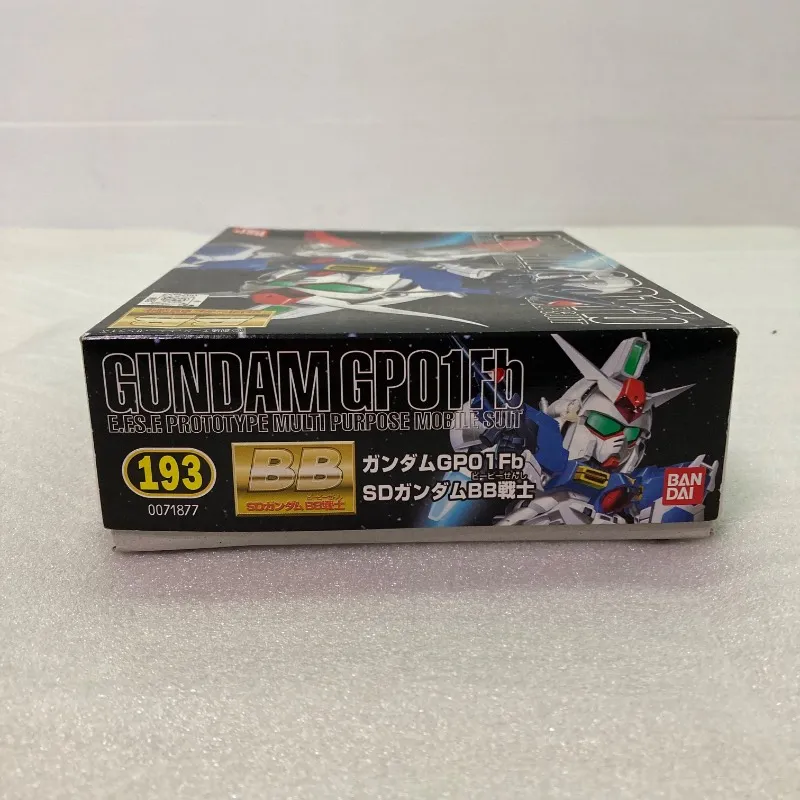 GUNDAM GP01Fb
E.F.S.F. PROTOTYPE MULTI PURPOSE MOBILE SUIT
193
0071877
BB
SDガンダムBB戦士
ガンダムGP01Fb
ビービーせんし
SDガンダムBB戦士
BAN
DAI